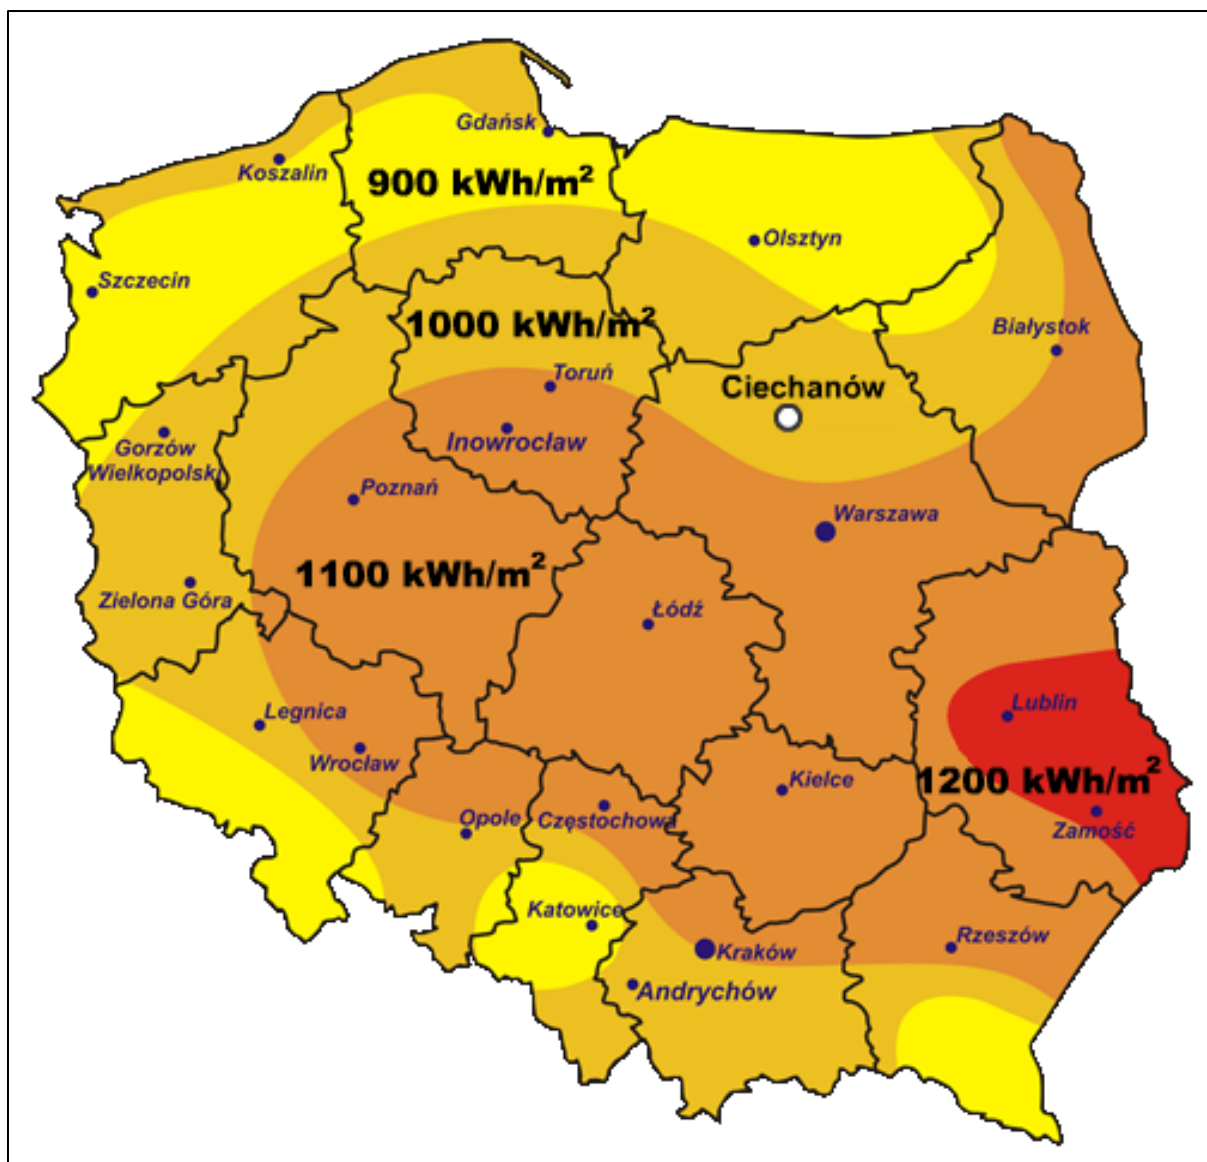 Gdańsk
Koszalin
900 kWh/m²
Olsztyn
Szczecin
1000 kWh/m²
Białystok
Toruń
Ciechanów
Gorzów
Wielkopolski
Inowrocław
Poznań
Warszawa
1100 kWh/m²
Zielona Góra
Łódź
Legnica
Lublin
Wrocław
Kielce
1200 kWh/m²
Opole
Częstochowa
Zamość
Katowice
Rzeszów
Kraków
Andrychów